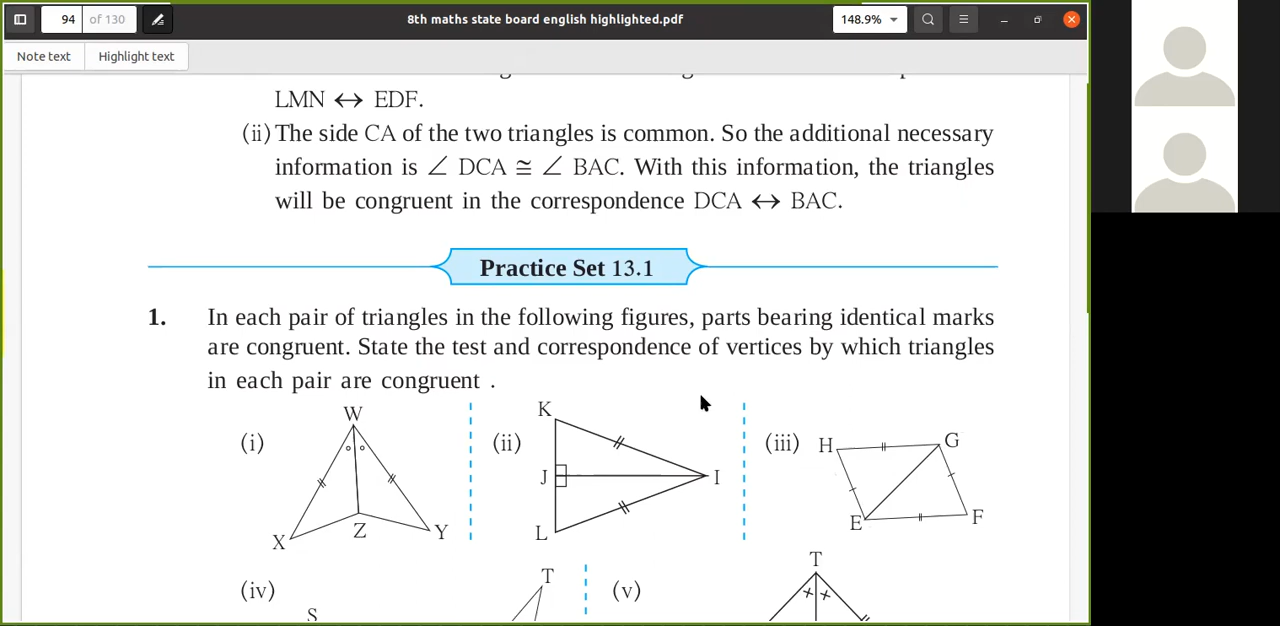 94 of 130
8th maths state board english highlighted.pdf
148.9%
Note text
Highlight text
LMN ↔ EDF.
(ii) The side CA of the two triangles is common. So the additional necessary
information is ∠ DCA ≅ ∠ BAC. With this information, the triangles
will be congruent in the correspondence DCA ↔ BAC.
Practice Set 13.1
1. In each pair of triangles in the following figures, parts bearing identical marks
are congruent. State the test and correspondence of vertices by which triangles
in each pair are congruent .
(i)
W
X
Z
Y
(ii)
K
J
I
L
(iii)
H
G
E
F
(iv)
S
T
(v)
T